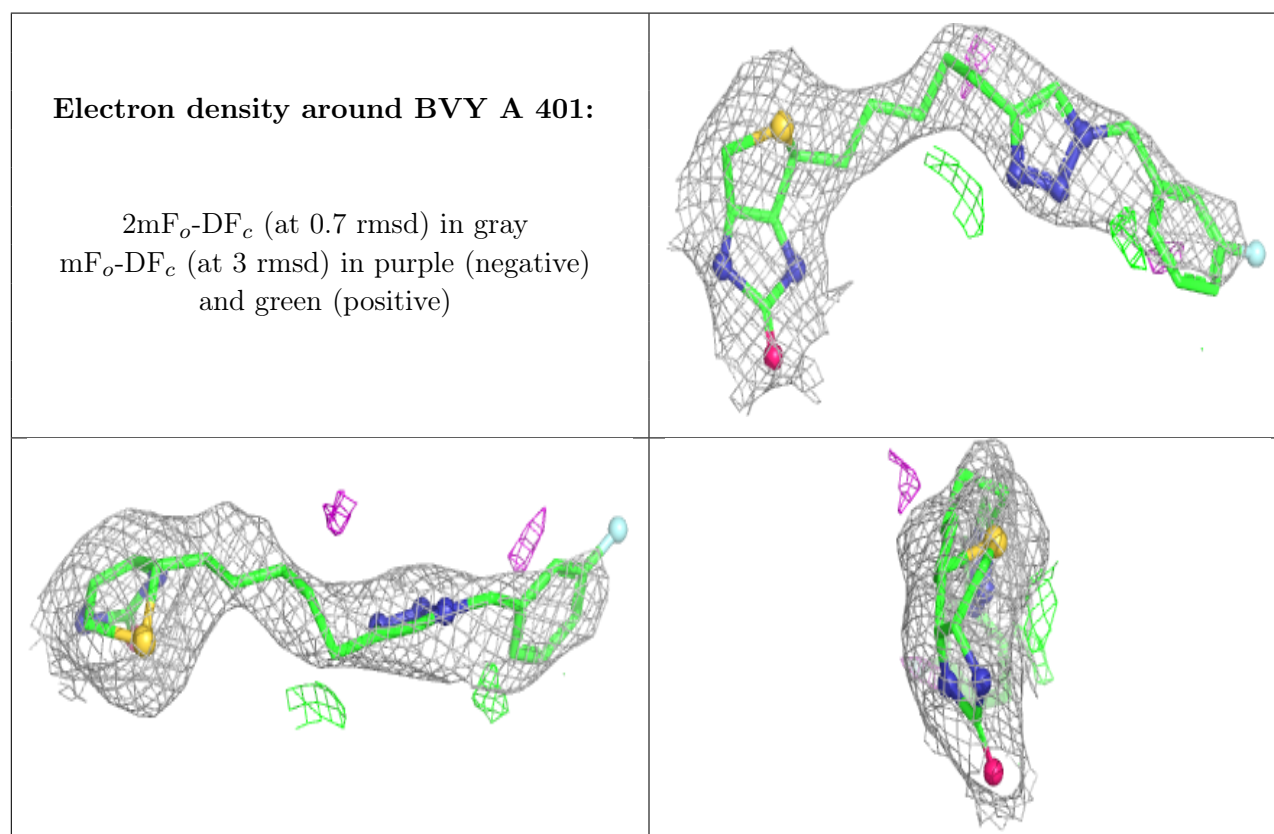 Electron density around BVY A 401:
2mFo-DFc (at 0.7 rmsd) in gray
mFo-DFc (at 3 rmsd) in purple (negative)
and green (positive)